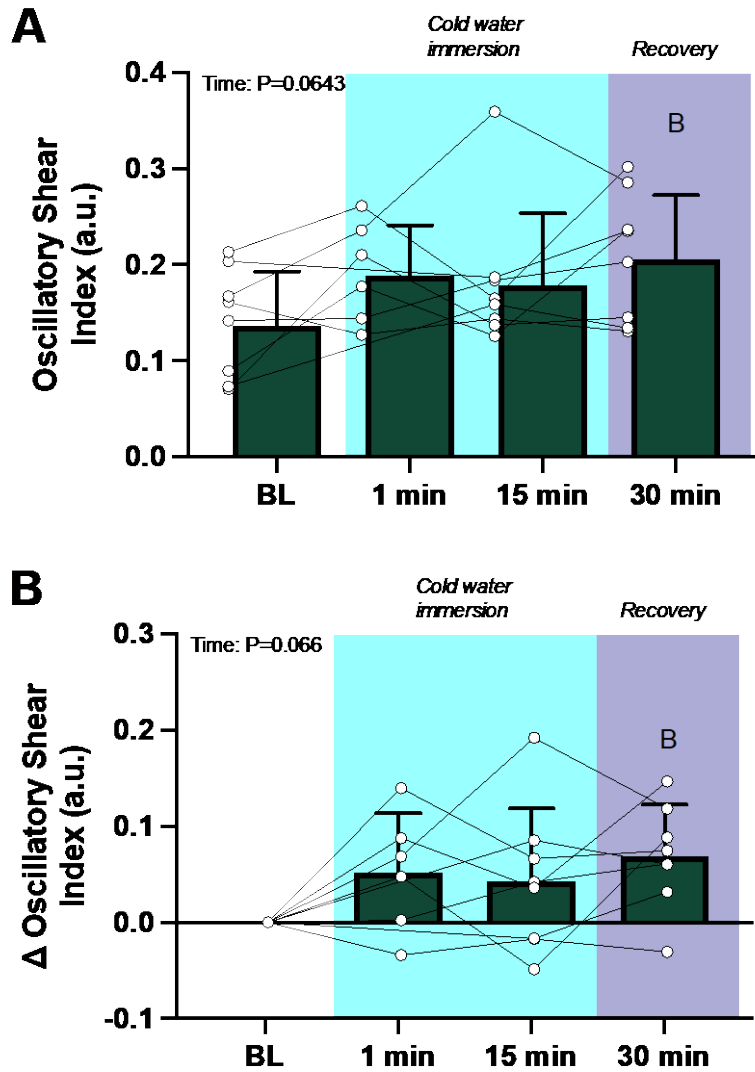 A
Cold water
immersion
Recovery
Time: P=0.0643
B
Oscillatory Shear
Index (a.u.)
0.4
0.3
0.2
0.1
0.0
BL
1 min
15 min
30 min
B
Cold water
immersion
Recovery
Time: P=0.066
B
Δ Oscillatory Shear
Index (a.u.)
0.3
0.2
0.1
0.0
-0.1
BL
1 min
15 min
30 min